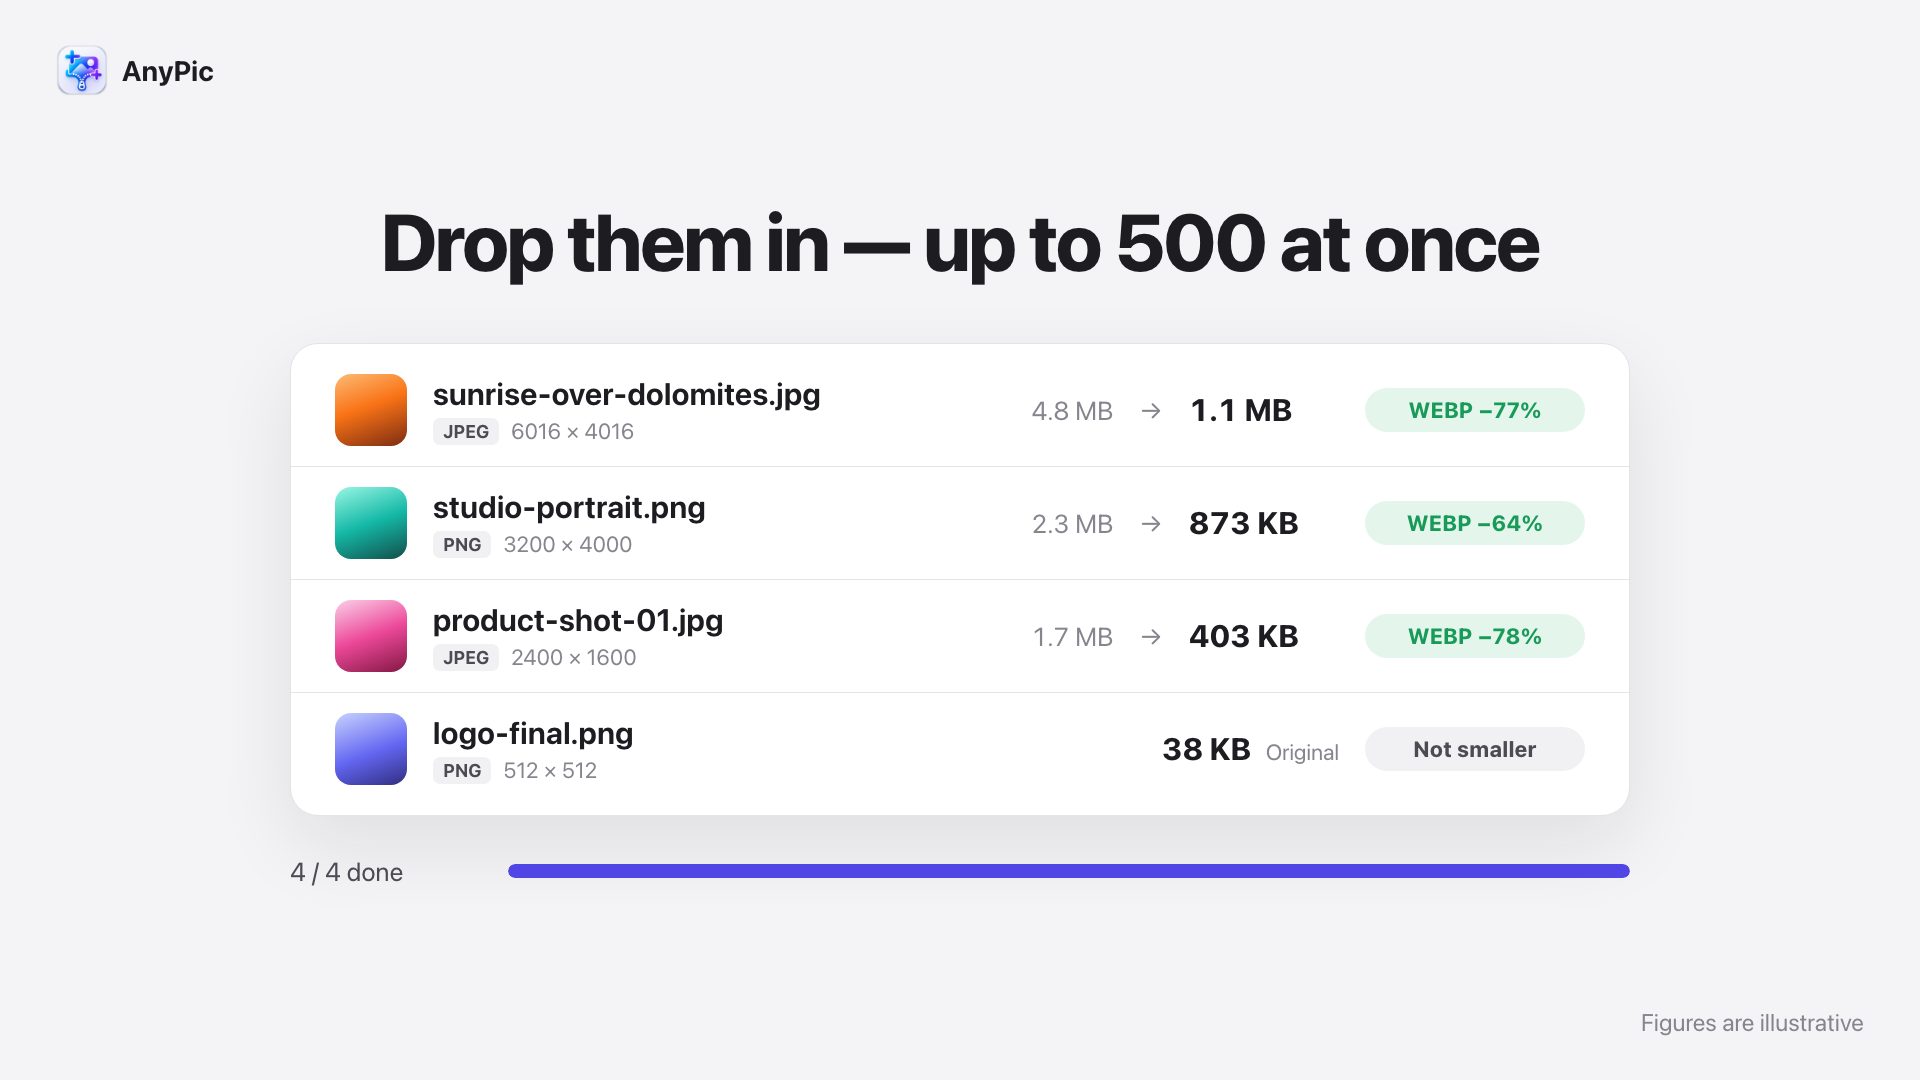 AnyPic
Drop them in — up to 500 at once
sunrise-over-dolomites.jpg
JPEG 6016 × 4016
4.8 MB → 1.1 MB
WEBP −77%
studio-portrait.png
PNG 3200 × 4000
2.3 MB → 873 KB
WEBP −64%
product-shot-01.jpg
JPEG 2400 × 1600
1.7 MB → 403 KB
WEBP −78%
logo-final.png
PNG 512 × 512
38 KB Original
Not smaller
4 / 4 done
Figures are illustrative